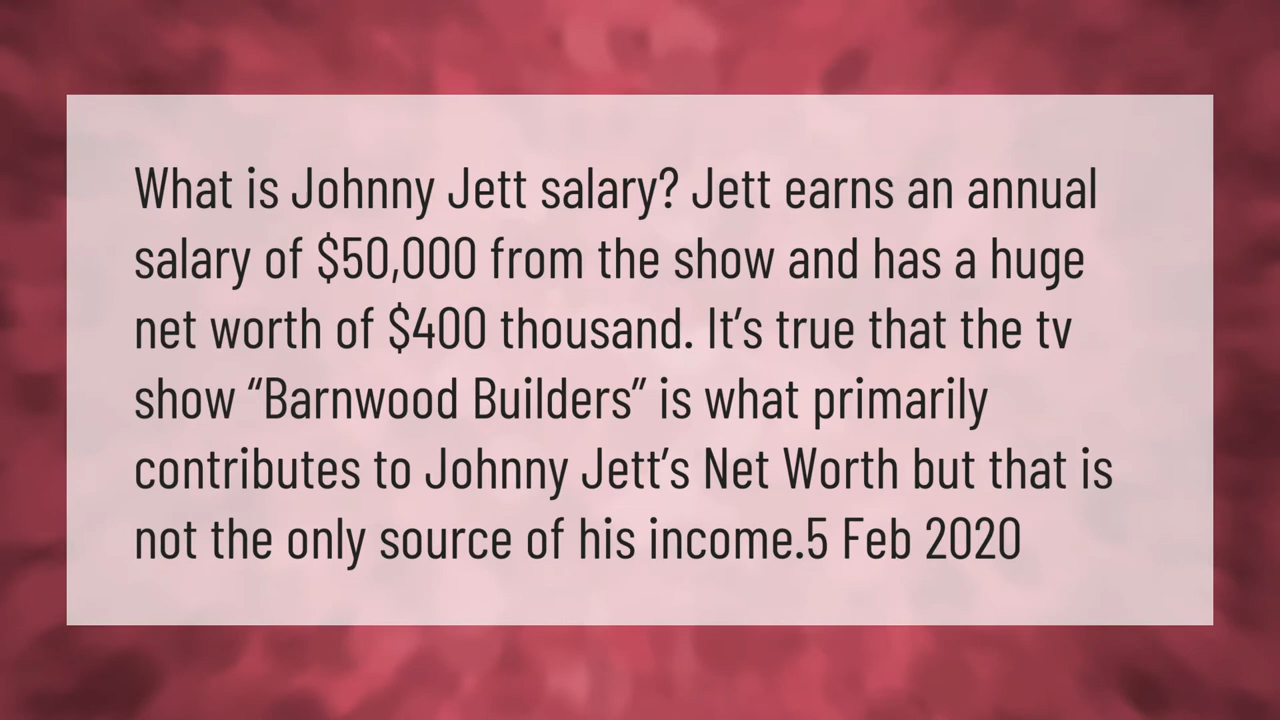 What is Johnny Jett salary? Jett earns an annual
salary of $50,000 from the show and has a huge
net worth of $400 thousand. It’s true that the tv
show “Barnwood Builders” is what primarily
contributes to Johnny Jett’s Net Worth but that is
not the only source of his income.5 Feb 2020